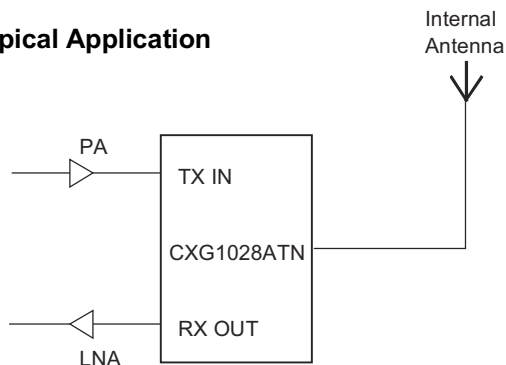 pical Application
Internal
Antenna
PA
TX IN
CXG1028ATN
RX OUT
LNA